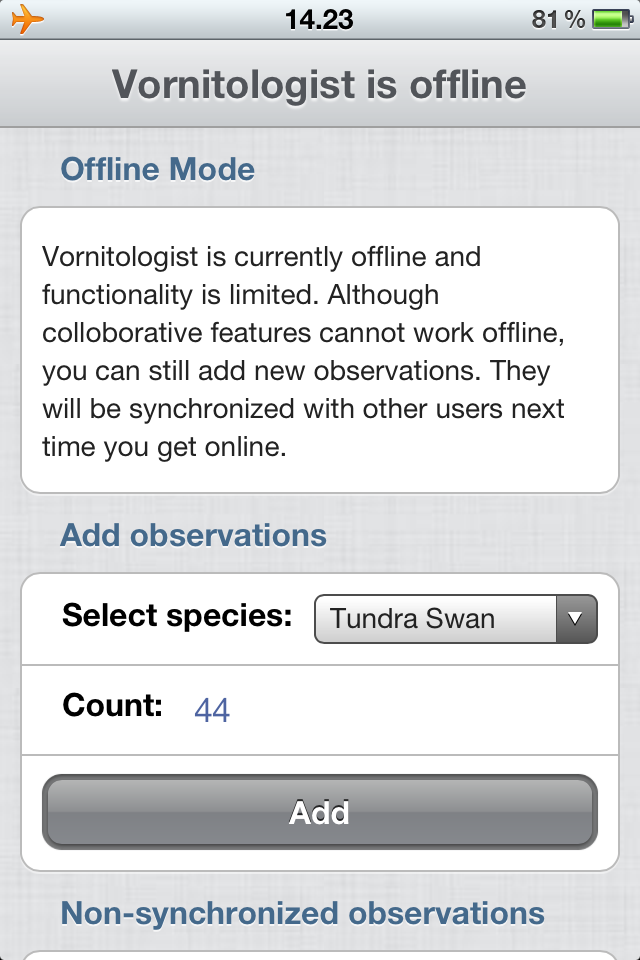 14.23
81 %
Vornitologist is offline
Offline Mode
Vornitologist is currently offline and
functionality is limited. Although
colloborative features cannot work offline,
you can still add new observations. They
will be synchronized with other users next
time you get online.
Add observations
Select species: Tundra Swan
Count: 44
Add
Non-synchronized observations